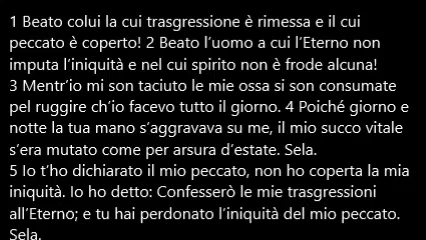 1 Beato colui la cui trasgressione è rimessa e il cui
peccato è coperto! 2 Beato l’uomo a cui l’Eterno non
imputa l’iniquità e nel cui spirito non è frode alcuna!
3 Mentr’io mi son taciuto le mie ossa si son consumate
pel ruggire ch’io facevo tutto il giorno. 4 Poiché giorno e
notte la tua mano s’aggravava su me, il mio succo vitale
s’era mutato come per arsura d’estate. Sela.
5 Io t’ho dichiarato il mio peccato, non ho coperta la mia
iniquità. Io ho detto: Confesserò le mie trasgressioni
all’Eterno; e tu hai perdonato l’iniquità del mio peccato.
Sela.